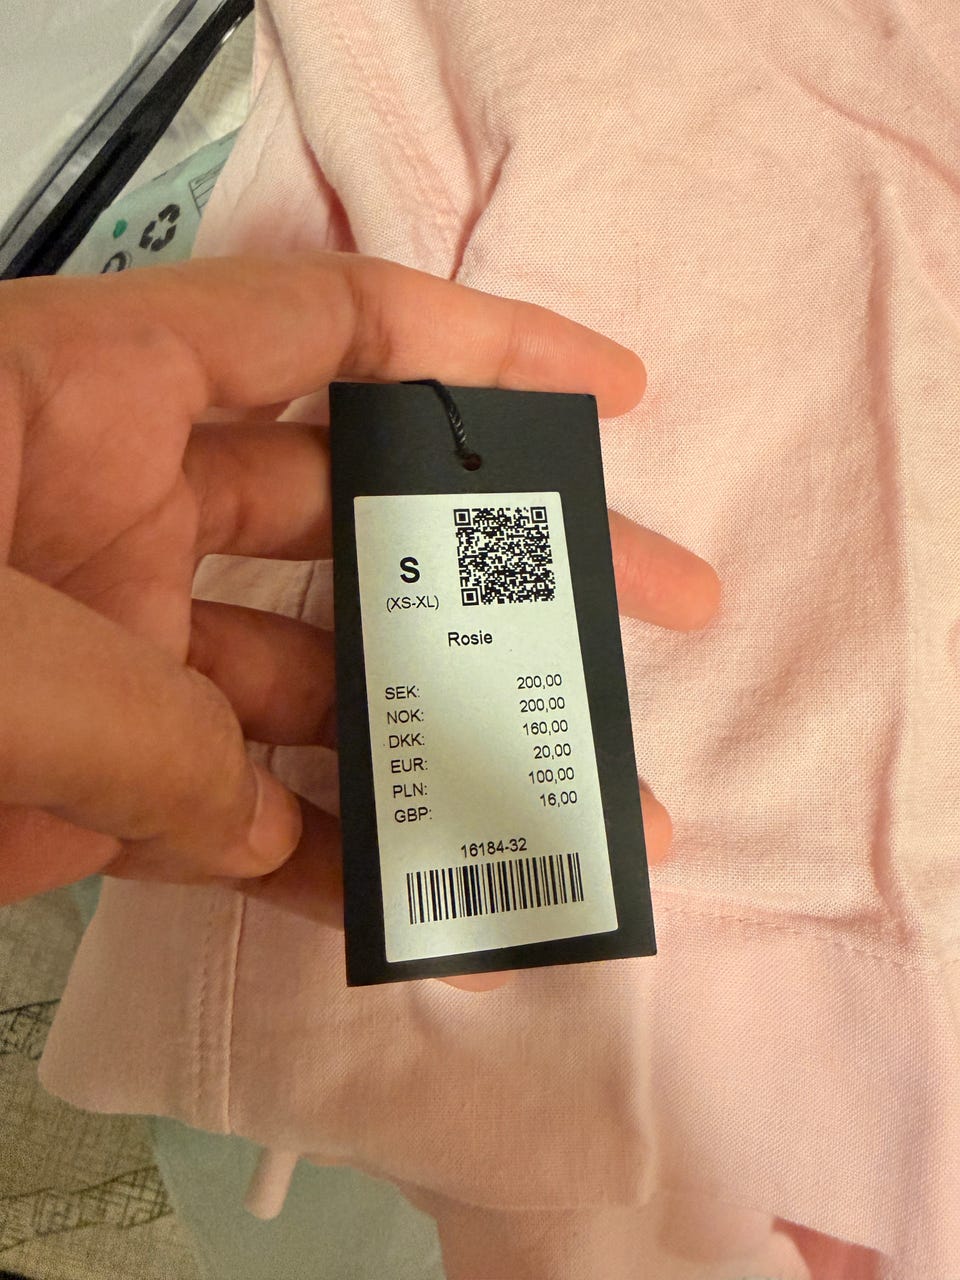 S
(XS-XL)
Rosie
SEK: 200,00
NOK: 200,00
DKK: 160,00
EUR: 20,00
PLN: 100,00
GBP: 16,00
16184-32